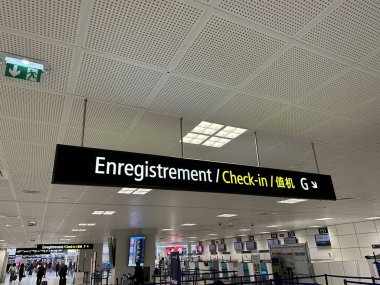 Enregistrement / Check-in / 值机 G